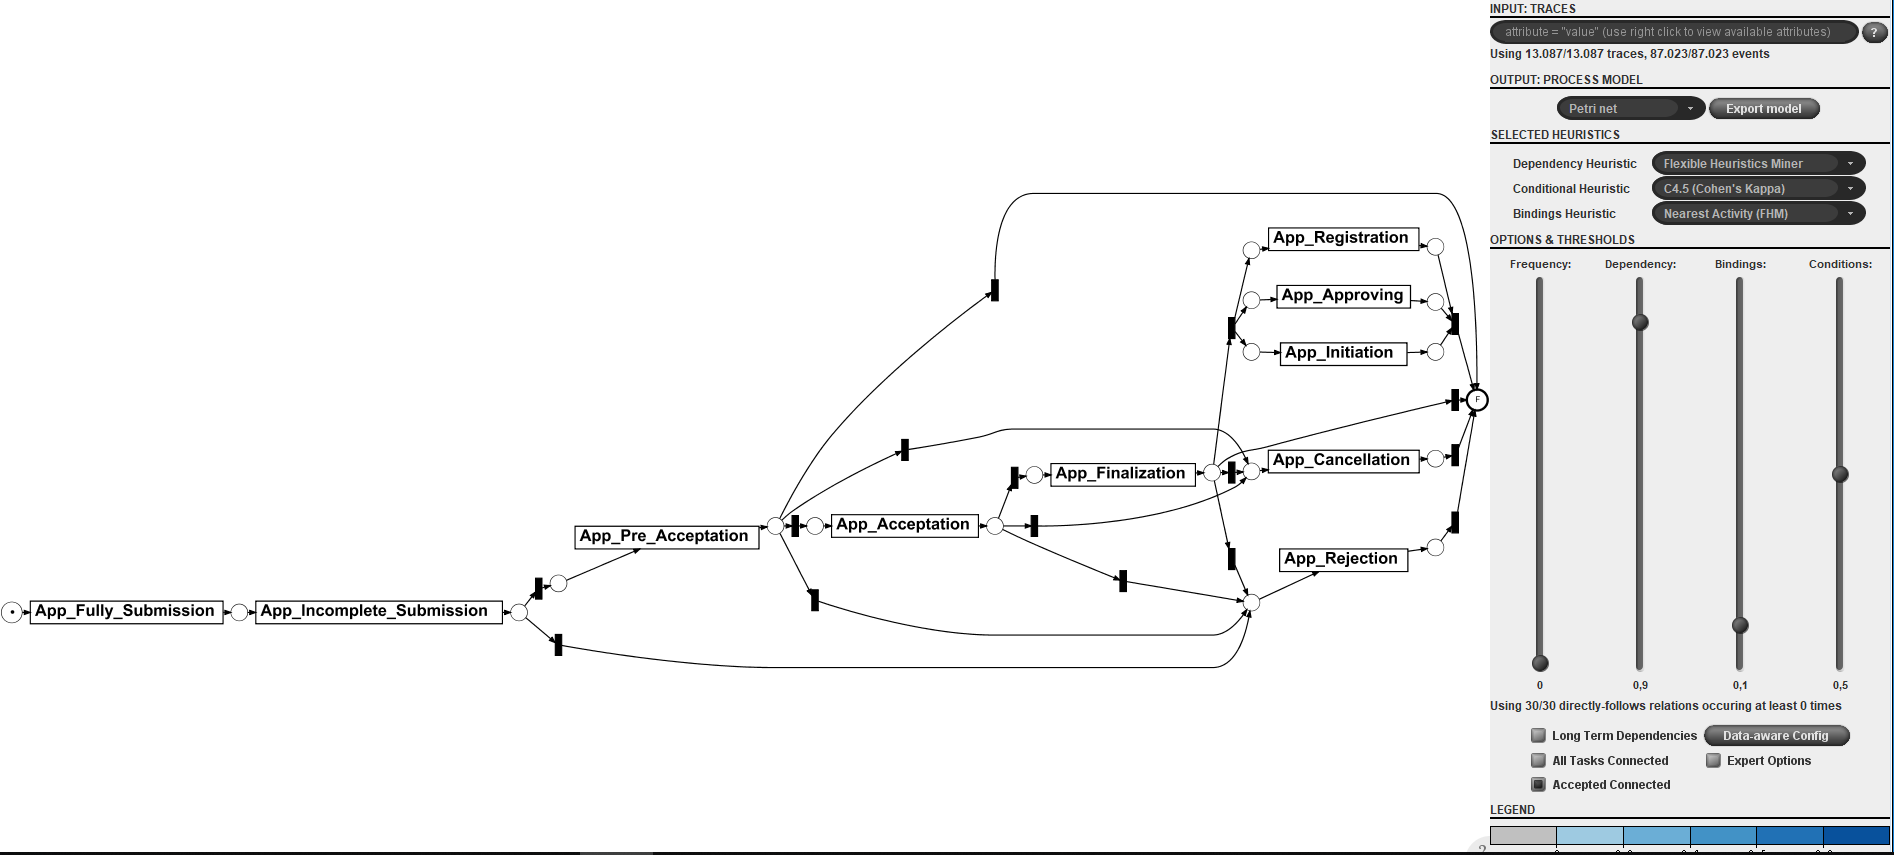 INPUT: TRACES
attribute = "value" (use right click to view available attributes)
?
Using 13.087/13.087 traces, 87.023/87.023 events
OUTPUT: PROCESS MODEL
Petri net
Export model
SELECTED HEURISTICS
Dependency Heuristic
Flexible Heuristics Miner
Conditional Heuristic
C4.5 (Cohen's Kappa)
Bindings Heuristic
Nearest Activity (FHM)
OPTIONS & THRESHOLDS
Frequency:
Dependency:
Bindings:
Conditions:
0
0,9
0,1
0,5
Using 30/30 directly-follows relations occuring at least 0 times
Long Term Dependencies
Data-aware Config
All Tasks Connected
Expert Options
Accepted Connected
LEGEND
App_Registration
App_Approving
App_Initiation
F
App_Cancellation
App_Finalization
App_Acceptation
App_Pre_Acceptation
App_Rejection
App_Fully_Submission
App_Incomplete_Submission